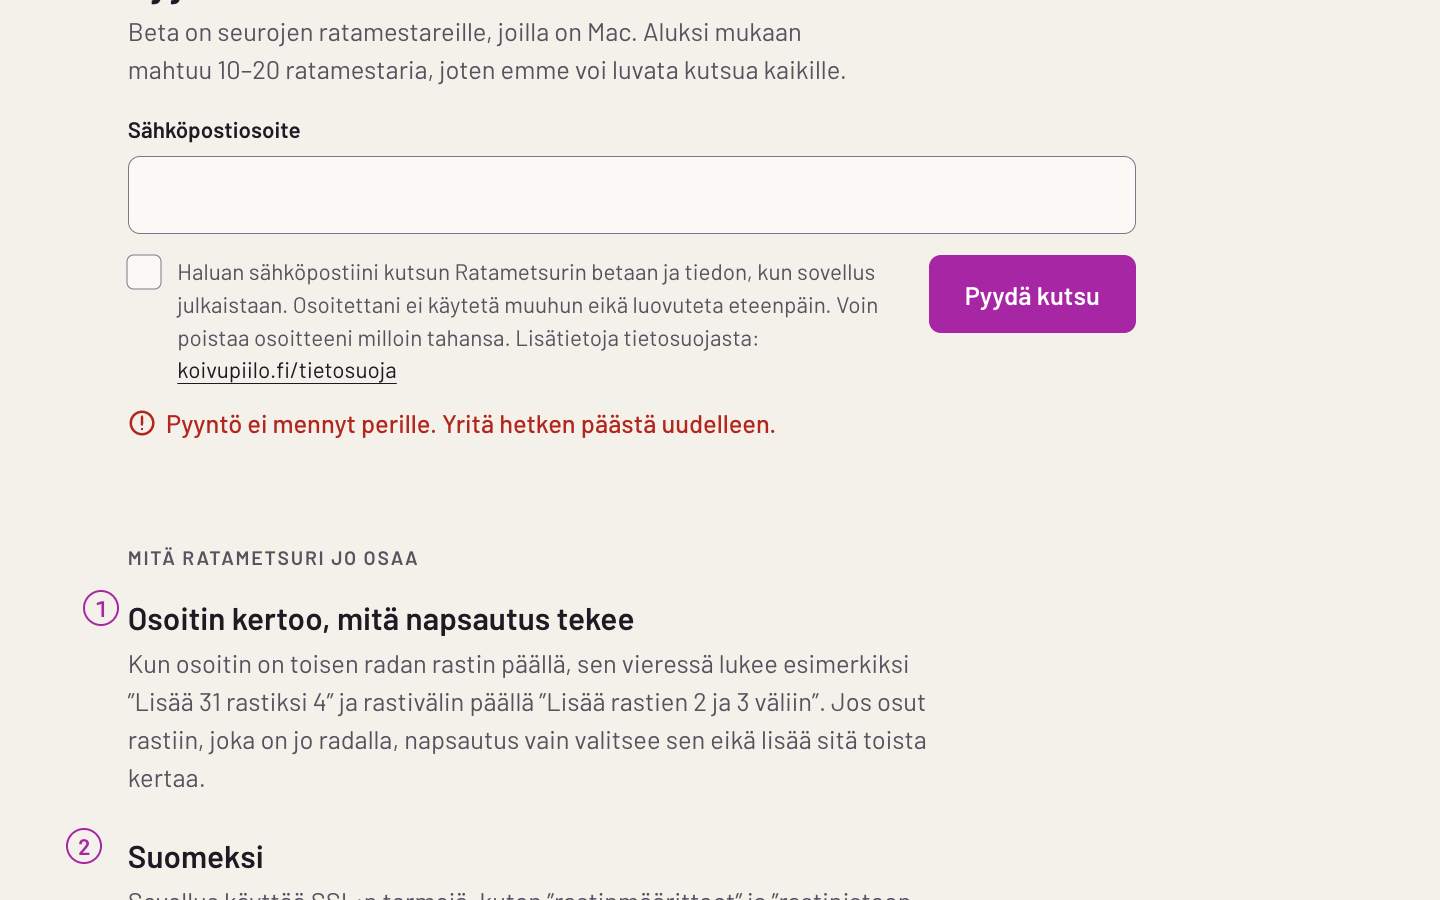 Beta on seurojen ratamestareille, joilla on Mac. Aluksi mukaan
mahtuu 10–20 ratamestaria, joten emme voi luvata kutsua kaikille.
Sähköpostiosoite
Haluan sähköpostiini kutsun Ratametsurin betaan ja tiedon, kun sovellus
julkaistaan. Osoitettani ei käytetä muuhun eikä luovuteta eteenpäin. Voin
poistaa osoitteeni milloin tahansa. Lisätietoja tietosuojasta:
koivupiilo.fi/tietosuoja
Pyydä kutsu
Pyyntö ei mennyt perille. Yritä hetken päästä uudelleen.
MITÄ RATAMETSURI JO OSAA
1 Osoitin kertoo, mitä napsautus tekee
Kun osoitin on toisen radan rastin päällä, sen vieressä lukee esimerkiksi
”Lisää 31 rastiksi 4” ja rastivälin päällä ”Lisää rastien 2 ja 3 väliin”. Jos osut
rastiin, joka on jo radalla, napsautus vain valitsee sen eikä lisää sitä toista
kertaa.
2 Suomeksi